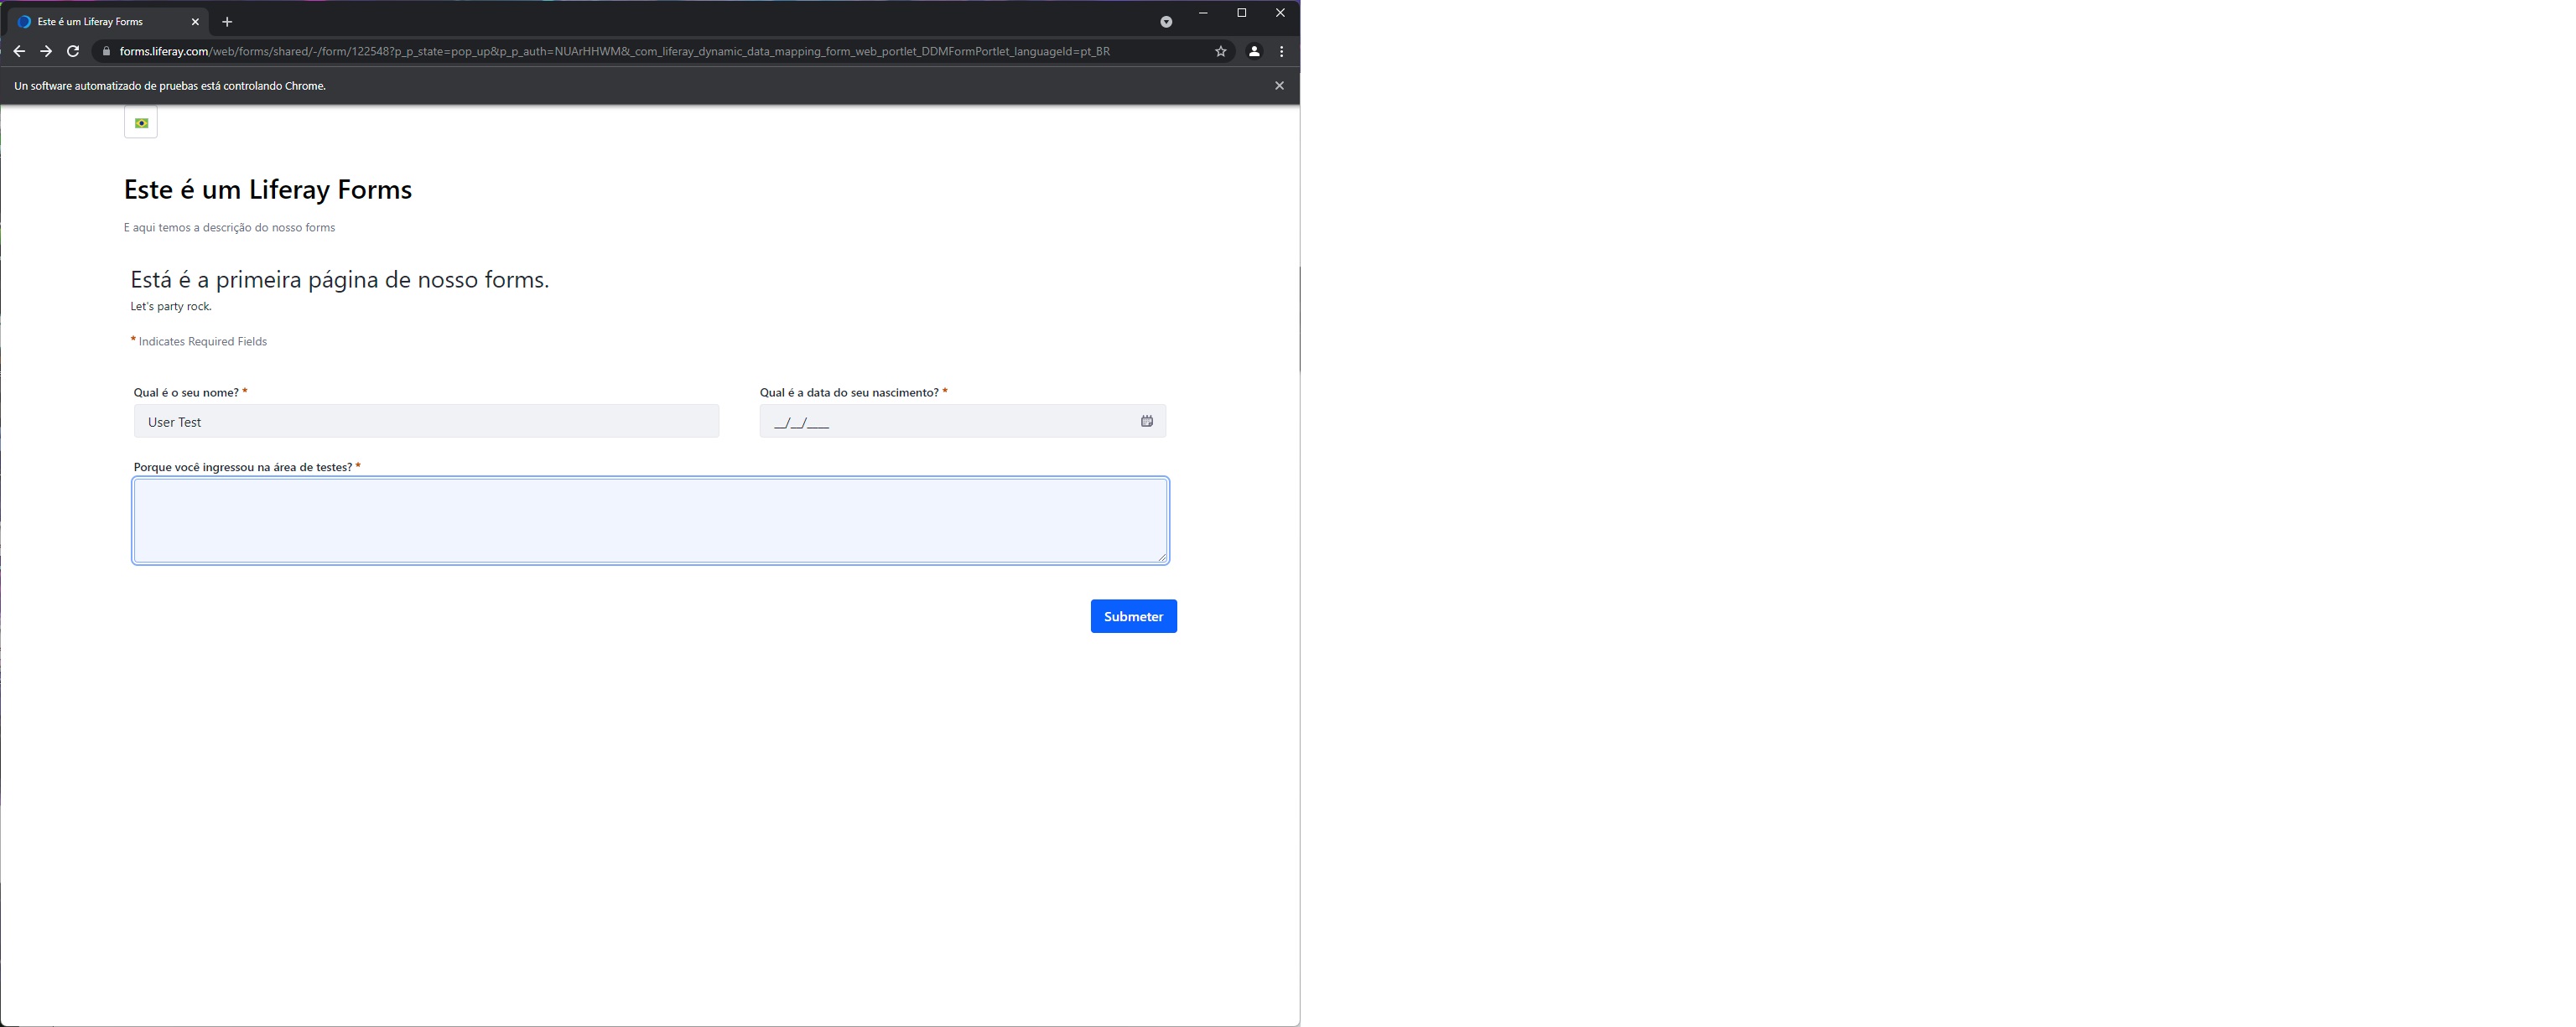 Este é um Liferay Forms
forms.liferay.com/web/forms/shared/-/form/122548?p_p_state=pop_up&p_p_auth=NUArHHWM&_com_liferay_dynamic_data_mapping_form_web_portlet_DDMFormPortlet_languageId=pt_BR
Un software automatizado de pruebas está controlando Chrome.
Este é um Liferay Forms
E aqui temos a descrição do nosso forms
Está é a primeira página de nosso forms.
Let's party rock.
* Indicates Required Fields
Qual é o seu nome? *
Qual é a data do seu nascimento? *
User Test
__/__/____
Porque você ingressou na área de testes? *
Submeter